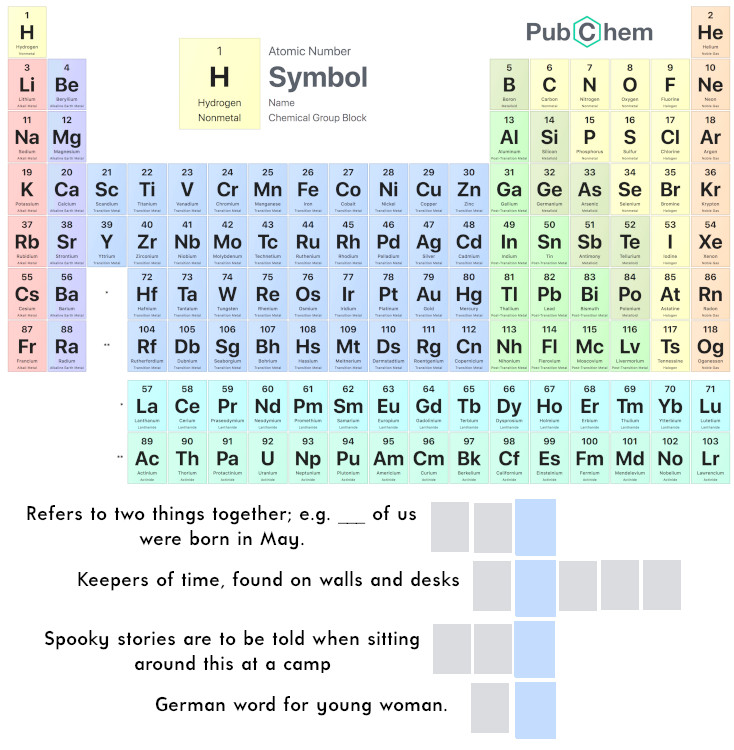 1 2
H He
Hydrogen Helium
Nonmetal Noble Gas
PubChem
1 Atomic Number
H Symbol
Hydrogen Name
Nonmetal Chemical Group Block
3 4 5 6 7 8 9 10
Li Be B C N O F Ne
Lithium Beryllium Boron Carbon Nitrogen Oxygen Fluorine Neon
Alkali Metal Alkaline Earth Metal Metalloid Nonmetal Nonmetal Nonmetal Halogen Noble Gas
11 12 13 14 15 16 17 18
Na Mg Al Si P S Cl Ar
Sodium Magnesium Aluminum Silicon Phosphorus Sulfur Chlorine Argon
Alkali Metal Alkaline Earth Metal Post-Transition Metal Metalloid Nonmetal Nonmetal Halogen Noble Gas
19 20 21 22 23 24 25 26 27 28 29 30 31 32 33 34 35 36
K Ca Sc Ti V Cr Mn Fe Co Ni Cu Zn Ga Ge As Se Br Kr
Potassium Calcium Scandium Titanium Vanadium Chromium Manganese Iron Cobalt Nickel Copper Zinc Gallium Germanium Arsenic Selenium Bromine Krypton
Alkali Metal Alkaline Earth Metal Transition Metal Transition Metal Transition Metal Transition Metal Transition Metal Transition Metal Transition Metal Transition Metal Transition Metal Transition Metal Post-Transition Metal Metalloid Metalloid Nonmetal Halogen Noble Gas
37 38 39 40 41 42 43 44 45 46 47 48 49 50 51 52 53 54
Rb Sr Y Zr Nb Mo Tc Ru Rh Pd Ag Cd In Sn Sb Te I Xe
Rubidium Strontium Yttrium Zirconium Niobium Molybdenum Technetium Ruthenium Rhodium Palladium Silver Cadmium Indium Tin Antimony Tellurium Iodine Xenon
Alkali Metal Alkaline Earth Metal Transition Metal Transition Metal Transition Metal Transition Metal Transition Metal Transition Metal Transition Metal Transition Metal Transition Metal Transition Metal Post-Transition Metal Post-Transition Metal Metalloid Metalloid Halogen Noble Gas
55 56 72 73 74 75 76 77 78 79 80 81 82 83 84 85 86
Cs Ba * Hf Ta W Re Os Ir Pt Au Hg Tl Pb Bi Po At Rn
Cesium Barium Hafnium Tantalum Tungsten Rhenium Osmium Iridium Platinum Gold Mercury Thallium Lead Bismuth Polonium Astatine Radon
Alkali Metal Alkaline Earth Metal Transition Metal Transition Metal Transition Metal Transition Metal Transition Metal Transition Metal Transition Metal Transition Metal Transition Metal Post-Transition Metal Post-Transition Metal Post-Transition Metal Metalloid Halogen Noble Gas
87 88 104 105 106 107 108 109 110 111 112 113 114 115 116 117 118
Fr Ra ** Rf Db Sg Bh Hs Mt Ds Rg Cn Nh Fl Mc Lv Ts Og
Francium Radium Rutherfordium Dubnium Seaborgium Bohrium Hassium Meitnerium Darmstadtium Roentgenium Copernicium Nihonium Flerovium Moscovium Livermorium Tennessine Oganesson
Alkali Metal Alkaline Earth Metal Transition Metal Transition Metal Transition Metal Transition Metal Transition Metal Transition Metal Transition Metal Transition Metal Transition Metal Post-Transition Metal Post-Transition Metal Post-Transition Metal Post-Transition Metal Halogen Noble Gas
57 58 59 60 61 62 63 64 65 66 67 68 69 70 71
* La Ce Pr Nd Pm Sm Eu Gd Tb Dy Ho Er Tm Yb Lu
Lanthanum Cerium Praseodymium Neodymium Promethium Samarium Europium Gadolinium Terbium Dysprosium Holmium Erbium Thulium Ytterbium Lutetium
Lanthanide Lanthanide Lanthanide Lanthanide Lanthanide Lanthanide Lanthanide Lanthanide Lanthanide Lanthanide Lanthanide Lanthanide Lanthanide Lanthanide Lanthanide
89 90 91 92 93 94 95 96 97 98 99 100 101 102 103
** Ac Th Pa U Np Pu Am Cm Bk Cf Es Fm Md No Lr
Actinium Thorium Protactinium Uranium Neptunium Plutonium Americium Curium Berkelium Californium Einsteinium Fermium Mendelevium Nobelium Lawrencium
Actinide Actinide Actinide Actinide Actinide Actinide Actinide Actinide Actinide Actinide Actinide Actinide Actinide Actinide Actinide
Refers to two things together; e.g. ___ of us
were born in May.
Keepers of time, found on walls and desks
Spooky stories are to be told when sitting
around this at a camp
German word for young woman.